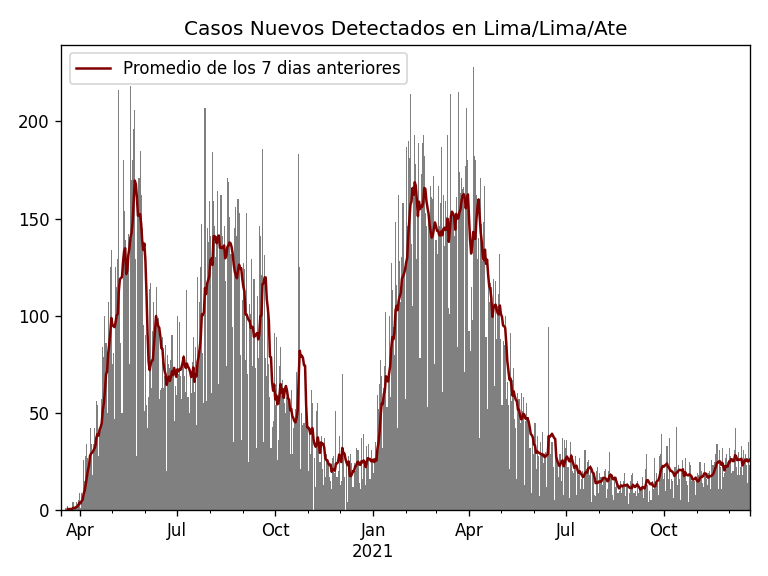 Casos Nuevos Detectados en Lima/Lima/Ate
Promedio de los 7 dias anteriores
200
150
100
50
0
Apr Jul Oct Jan Apr Jul Oct
2021